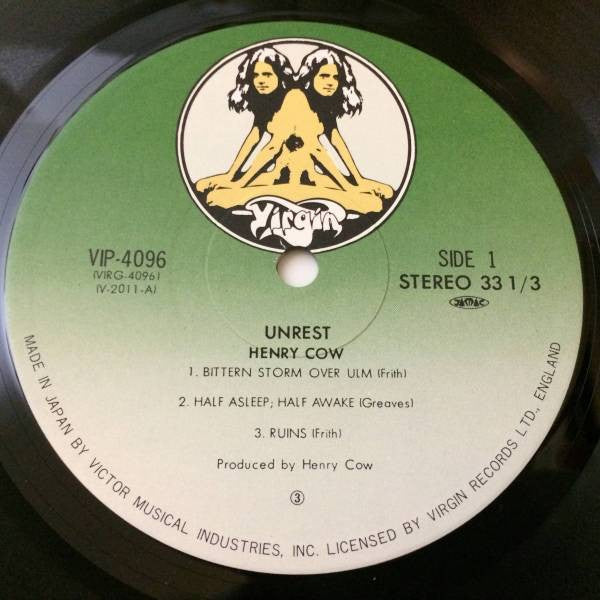 Virgin
VIP-4096
(VIRG-4096)
(V-2011-A)
SIDE 1
STEREO 33 1/3
JASRAC
UNREST
HENRY COW
1. BITTERN STORM OVER ULM (Frith)
2. HALF ASLEEP; HALF AWAKE (Greaves)
3. RUINS (Frith)
Produced by Henry Cow
③
MADE IN JAPAN BY VICTOR MUSICAL INDUSTRIES, INC. LICENSED BY VIRGIN RECORDS LTD., ENGLAND